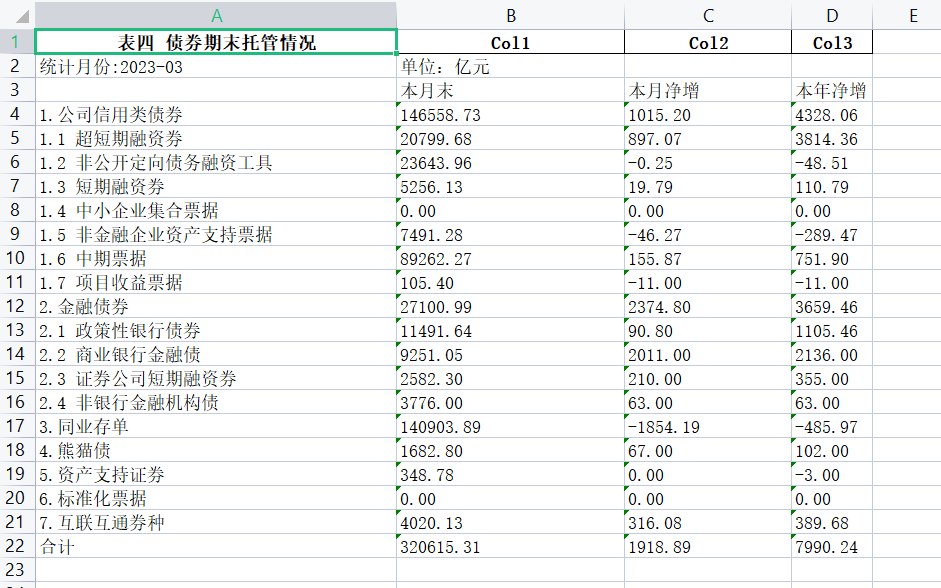 A B C D E
1 表四 债券期末托管情况 Col1 Col2 Col3
2 统计月份:2023-03 单位：亿元
3 本月末 本月净增 本年净增
4 1.公司信用类债券 146558.73 1015.20 4328.06
5 1.1 超短期融资券 20799.68 897.07 3814.36
6 1.2 非公开定向债务融资工具 23643.96 -0.25 -48.51
7 1.3 短期融资券 5256.13 19.79 110.79
8 1.4 中小企业集合票据 0.00 0.00 0.00
9 1.5 非金融企业资产支持票据 7491.28 -46.27 -289.47
10 1.6 中期票据 89262.27 155.87 751.90
11 1.7 项目收益票据 105.40 -11.00 -11.00
12 2.金融债券 27100.99 2374.80 3659.46
13 2.1 政策性银行债券 11491.64 90.80 1105.46
14 2.2 商业银行金融债 9251.05 2011.00 2136.00
15 2.3 证券公司短期融资券 2582.30 210.00 355.00
16 2.4 非银行金融机构债 3776.00 63.00 63.00
17 3.同业存单 140903.89 -1854.19 -485.97
18 4.熊猫债 1682.80 67.00 102.00
19 5.资产支持证券 348.78 0.00 -3.00
20 6.标准化票据 0.00 0.00 0.00
21 7.互联互通券种 4020.13 316.08 389.68
22 合计 320615.31 1918.89 7990.24
23